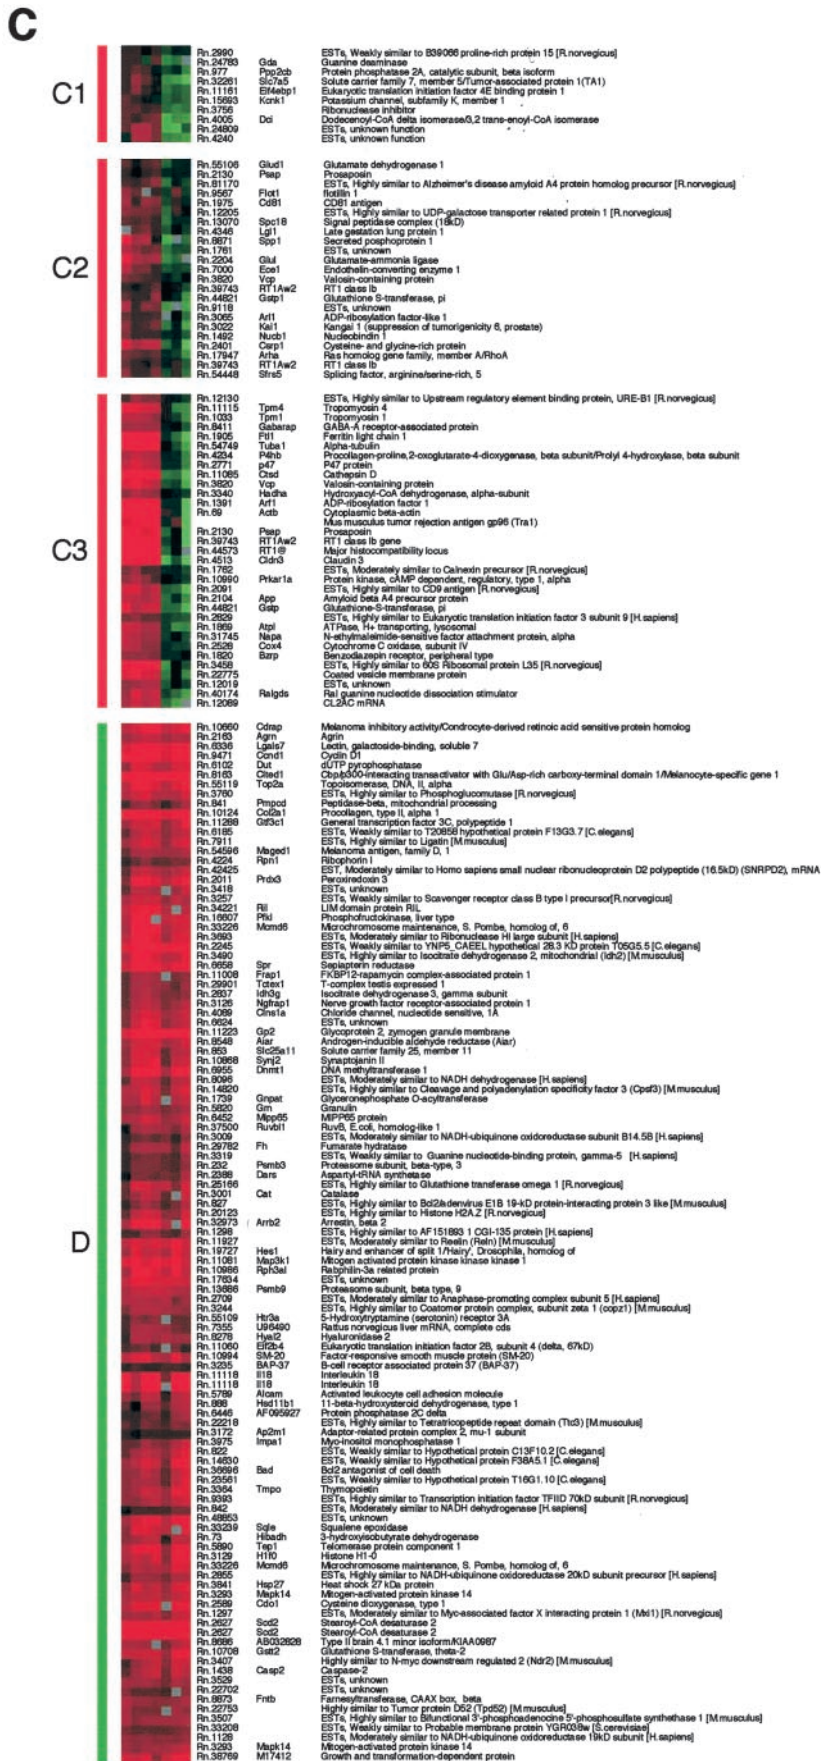 C
C1
Rn.2990 ESTs, Weakly similar to B39066 proline-rich protein 15 [R.norvegicus]
Rn.24783 Gda Guanine deaminase
Rn.977 Ppp2cb Protein phosphatase 2A, catalytic subunit, beta isoform
Rn.32261 Slc7a5 Solute carrier family 7, member 5/Tumor-associated protein 1(TA1)
Rn.11161 Eif4ebp1 Eukaryotic translation initiation factor 4E binding protein 1
Rn.15693 Kcnk1 Potassium channel, subfamily K, member 1
Rn.3756 Ribonuclease inhibitor
Rn.4005 Dci Dodecenoyl-CoA delta isomerase/3,2 trans-enoyl-CoA isomerase
Rn.24809 ESTs, unknown function
Rn.4240 ESTs, unknown function
C2
Rn.55106 Glud1 Glutamate dehydrogenase 1
Rn.2130 Psap Prosaposin
Rn.81170 ESTs, Highly similar to Alzheimer's disease amyloid A4 protein homolog precursor [R.norvegicus]
Rn.9567 Flot1 flotillin 1
Rn.1975 Cd81 CD81 antigen
Rn.12205 ESTs, Highly similar to UDP-galactose transporter related protein 1 [R.norvegicus]
Rn.13070 Spc18 Signal peptidase complex (18kD)
Rn.4346 Lgl1 Late gestation lung protein 1
Rn.8871 Spp1 Secreted posphoprotein 1
Rn.1761 ESTs, unknown
Rn.2204 Glul Glutamate-ammonia ligase
Rn.7000 Ece1 Endothelin-converting enzyme 1
Rn.3820 Vcp Valosin-containing protein
Rn.39743 RT1Aw2 RT1 class Ib
Rn.44821 Gstp1 Glutathione S-transferase, pi
Rn.9118 ESTs, unknown
Rn.3065 Arl1 ADP-ribosylation factor-like 1
Rn.3022 Kai1 Kangai 1 (suppression of tumorigenicity 6, prostate)
Rn.1492 Nucb1 Nucleobindin 1
Rn.2401 Csrp1 Cysteine- and glycine-rich protein
Rn.17947 Arha Ras homolog gene family, member A/RhoA
Rn.39743 RT1Aw2 RT1 class Ib
Rn.54448 Sfrs5 Splicing factor, arginine/serine-rich, 5
C3
Rn.12130 ESTs, Highly similar to Upstream regulatory element binding protein, URE-B1 [R.norvegicus]
Rn.11115 Tpm4 Tropomyosin 4
Rn.1033 Tpm1 Tropomyosin 1
Rn.8411 Gabarap GABA-A receptor-associated protein
Rn.1905 Ftl1 Ferritin light chain 1
Rn.54749 Tuba1 Alpha-tubulin
Rn.4234 P4hb Procollagen-proline,2-oxoglutarate-4-dioxygenase, beta subunit/Prolyl 4-hydroxylase, beta subunit
Rn.2771 p47 P47 protein
Rn.11085 Ctsd Cathepsin D
Rn.3820 Vcp Valosin-containing protein
Rn.3340 Hadha Hydroxyacyl-CoA dehydrogenase, alpha-subunit
Rn.1391 Arf1 ADP-ribosylation factor 1
Rn.69 Actb Cytoplasmic beta-actin
Mus musculus tumor rejection antigen gp96 (Tra1)
Rn.2130 Psap Prosaposin
Rn.39743 RT1Aw2 RT1 class Ib gene
Rn.44573 RT1@ Major histocompatibility locus
Rn.4513 Cldn3 Claudin 3
Rn.1762 ESTs, Moderately similar to Calnexin precursor [R.norvegicus]
Rn.10990 Prkar1a Protein kinase, cAMP dependent, regulatory, type 1, alpha
Rn.2091 ESTs, Highly similar to CD9 antigen [R.norvegicus]
Rn.2104 App Amyloid beta A4 precursor protein
Rn.44821 Gstp Glutathione-S-transferase, pi
Rn.2829 ESTs, Highly similar to Eukaryotic translation initiation factor 3 subunit 9 [H.sapiens]
Rn.1869 Atpl ATPase, H+ transporting, lysosomal
Rn.31745 Napa N-ethylmaleimide-sensitive factor attachment protein, alpha
Rn.2528 Cox4 Cytochrome C oxidase, subunit IV
Rn.1820 Bzrp Benzodiazepin receptor, peripheral type
Rn.3458 ESTs, Highly similar to 60S Ribosomal protein L35 [R.norvegicus]
Rn.22775 Coated vesicle membrane protein
Rn.12019 ESTs, unknown
Rn.40174 Ralgds Ral guanine nucleotide dissociation stimulator
Rn.12089 CL2AC mRNA
D
Rn.10660 Cdrap Melanoma inhibitory activity/Condrocyte-derived retinoic acid sensitive protein homolog
Rn.2163 Agrn Agrin
Rn.6336 Lgals7 Lectin, galactoside-binding, soluble 7
Rn.9471 Ccnd1 Cyclin D1
Rn.6102 Dut dUTP pyrophosphatase
Rn.8163 Cited1 Cbp/p300-interacting transactivator with Glu/Asp-rich carboxy-terminal domain 1/Melanocyte-specific gene 1
Rn.55119 Top2a Topoisomerase, DNA, II, alpha
Rn.3760 ESTs, Highly similar to Phosphoglucomutase [R.norvegicus]
Rn.841 Pmpcd Peptidase-beta, mitochondrial processing
Rn.10124 Col2a1 Procollagen, type II, alpha 1
Rn.11288 Gtf3c1 General transcription factor 3C, polypeptide 1
Rn.6185 ESTs, Weakly similar to T20858 hypothetical protein F13G3.7 [C.elegans]
Rn.7911 ESTs, Highly similar to Ligatin [M.musculus]
Rn.54596 Maged1 Melanoma antigen, family D, 1
Rn.4224 Rpn1 Ribophorin I
Rn.42425 EST, Moderately similar to Homo sapiens small nuclear ribonucleoprotein D2 polypeptide (16.5kD) (SNRPD2), mRNA
Rn.2011 Prdx3 Peroxiredoxin 3
Rn.3418 ESTs, unknown
Rn.3257 ESTs, Weakly similar to Scavenger receptor class B type I precursor[R.norvegicus]
Rn.34221 Ril LIM domain protein RIL
Rn.16607 Pfkl Phosphofructokinase, liver type
Rn.33226 Mcmd6 Microchromosome maintenance, S. Pombe, homolog of, 6
Rn.3693 ESTs, Moderately similar to Ribonuclease HI large subunit [H.sapiens]
Rn.2245 ESTs, Weakly similar to YNP5_CAEEL hypothetical 28.3 KD protein T05G5.5 [C.elegans]
Rn.3490 ESTs, Highly similar to Isocitrate dehydrogenase 2, mitochondrial (Idh2) [M.musculus]
Rn.6658 Spr Sepiapterin reductase
Rn.11008 Frap1 FKBP12-rapamycin complex-associated protein 1
Rn.29901 Tctex1 T-complex testis expressed 1
Rn.2837 Idh3g Isocitrate dehydrogenase 3, gamma subunit
Rn.3126 Ngfrap1 Nerve growth factor receptor-associated protein 1
Rn.4069 Clns1a Chloride channel, nucleotide sensitive, 1A
Rn.6624 ESTs, unknown
Rn.11223 Gp2 Glycoprotein 2, zymogen granule membrane
Rn.8548 Aiar Androgen-inducible aldehyde reductase (Aiar)
Rn.853 Slc25a11 Solute carrier family 25, member 11
Rn.10868 Synj2 Synaptojanin II
Rn.6955 Dnmt1 DNA methyltransferase 1
Rn.8096 ESTs, Moderately similar to NADH dehydrogenase [H.sapiens]
Rn.14820 ESTs, Highly similar to Cleavage and polyadenylation specificity factor 3 (Cpsf3) [M.musculus]
Rn.1739 Gnpat Glyceronephosphate O-acyltransferase
Rn.5820 Grn Granulin
Rn.6452 Mipp65 MIPP65 protein
Rn.37500 Ruvbl1 RuvB, E.coli, homolog-like 1
Rn.3009 ESTs, Moderately similar to NADH-ubiquinone oxidoreductase subunit B14.5B [H.sapiens]
Rn.29782 Fh Fumarate hydratase
Rn.3319 ESTs, Weakly similar to Guanine nucleotide-binding protein, gamma-5 [H.sapiens]
Rn.232 Psmb3 Proteasome subunit, beta-type, 3
Rn.2388 Dars Aspartyl-tRNA synthetase
Rn.25166 ESTs, Highly similar to Glutathione transferase omega 1 [R.norvegicus]
Rn.3001 Cat Catalase
Rn.827 ESTs, Highly similar to Bcl2/adenvirus E1B 19-kD protein-interacting protein 3 like [M.musculus]
Rn.20123 ESTs, Highly similar to Histone H2A.Z [R.norvegicus]
Rn.32973 Arrb2 Arrestin, beta 2
Rn.1298 ESTs, Highly similar to AF151893 1 CGI-135 protein [H.sapiens]
Rn.11927 ESTs, Moderately similar to Reelin (Reln) [M.musculus]
Rn.19727 Hes1 Hairy and enhancer of split 1/Hairy', Drosophila, homolog of
Rn.11081 Map3k1 Mitogen activated protein kinase kinase kinase 1
Rn.10986 Rph3al Rabphilin-3a related protein
Rn.17634 ESTs, unknown
Rn.13686 Psmb9 Proteasome subunit, beta type, 9
Rn.2709 ESTs, Moderately similar to Anaphase-promoting complex subunit 5 [H.sapiens]
Rn.3244 ESTs, Highly similar to Coatomer protein complex, subunit zeta 1 (copz1) [M.musculus]
Rn.55109 Htr3a 5-Hydroxytryptamine (serotonin) receptor 3A
Rn.7355 U96490 Rattus norvegicus liver mRNA, complete cds
Rn.8278 Hyal2 Hyaluronidase 2
Rn.11060 Eif2b4 Eukaryotic translation initiation factor 2B, subunit 4 (delta, 67kD)
Rn.10994 SM-20 Factor-responsive smooth muscle protein (SM-20)
Rn.3235 BAP-37 B-cell receptor associated protein 37 (BAP-37)
Rn.11118 Il18 Interleukin 18
Rn.11118 Il18 Interleukin 18
Rn.5789 Alcam Activated leukocyte cell adhesion molecule
Rn.888 Hsd11b1 11-beta-hydroxysteroid dehydrogenase, type 1
Rn.6446 AF095927 Protein phosphatase 2C delta
Rn.22218 ESTs, Highly similar to Tetratricopeptide repeat domain (Ttc3) [M.musculus]
Rn.3172 Ap2m1 Adaptor-related protein complex 2, mu-1 subunit
Rn.3975 Impa1 Myo-inositol monophosphatase 1
Rn.822 ESTs, Weakly similar to Hypothetical protein C13F10.2 [C.elegans]
Rn.14630 ESTs, Weakly similar to Hypothetical protein F38A5.1 [C.elegans]
Rn.36696 Bad Bcl2 antagonist of cell death
Rn.23561 ESTs, Weakly similar to Hypothetical protein T16G1.10 [C.elegans]
Rn.3364 Tmpo Thymopoietin
Rn.9393 ESTs, Highly similar to Transcription initiation factor TFIID 70kD subunit [R.norvegicus]
Rn.842 ESTs, Moderately similar to NADH dehydrogenase [H.sapiens]
Rn.48853 ESTs, unknown
Rn.33239 Sqle Squalene epoxidase
Rn.73 Hibadh 3-hydroxyisobutyrate dehydrogenase
Rn.5890 Tep1 Telomerase protein component 1
Rn.3129 H1f0 Histone H1-0
Rn.33226 Mcmd6 Microchromosome maintenance, S. Pombe, homolog of, 6
Rn.2855 ESTs, Highly similar to NADH-ubiquinone oxidoreductase 20kD subunit precursor [H.sapiens]
Rn.3841 Hsp27 Heat shock 27 kDa protein
Rn.3293 Mapk14 Mitogen-activated protein kinase 14
Rn.2589 Cdo1 Cysteine dioxygenase, type 1
Rn.1297 ESTs, Moderately similar to Myc-associated factor X interacting protein 1 (Mxi1) [R.norvegicus]
Rn.2627 Scd2 Stearoyl-CoA desaturase 2
Rn.2627 Scd2 Stearoyl-CoA desaturase 2
Rn.8686 AB032828 Type II brain 4.1 minor isoform/KIAA0987
Rn.10708 Gstt2 Glutathione S-transferase, theta-2
Rn.3407 Highly similar to N-myc downstream regulated 2 (Ndr2) [M.musculus]
Rn.1438 Casp2 Caspase-2
Rn.3529 ESTs, unknown
Rn.22702 ESTs, unknown
Rn.8873 Fntb Farnesyltransferase, CAAX box, beta
Rn.22753 Highly similar to Tumor protein D52 (Tpd52) [M.musculus]
Rn.3507 ESTs, Highly similar to Bifunctional 3'-phosphoadencosine 5'-phosphosulfate synthethase 1 [M.musculus]
Rn.33208 ESTs, Weakly similar to Probable membrane protein YGR038w [S.cerevisiae]
Rn.1128 ESTs, Moderately similar to NADH-ubiquinone oxidoreductase 19kD subunit [H.sapiens]
Rn.3293 Mapk14 Mitogen-activated protein kinase 14
Rn.38769 M17412 Growth and transformation-dependent protein